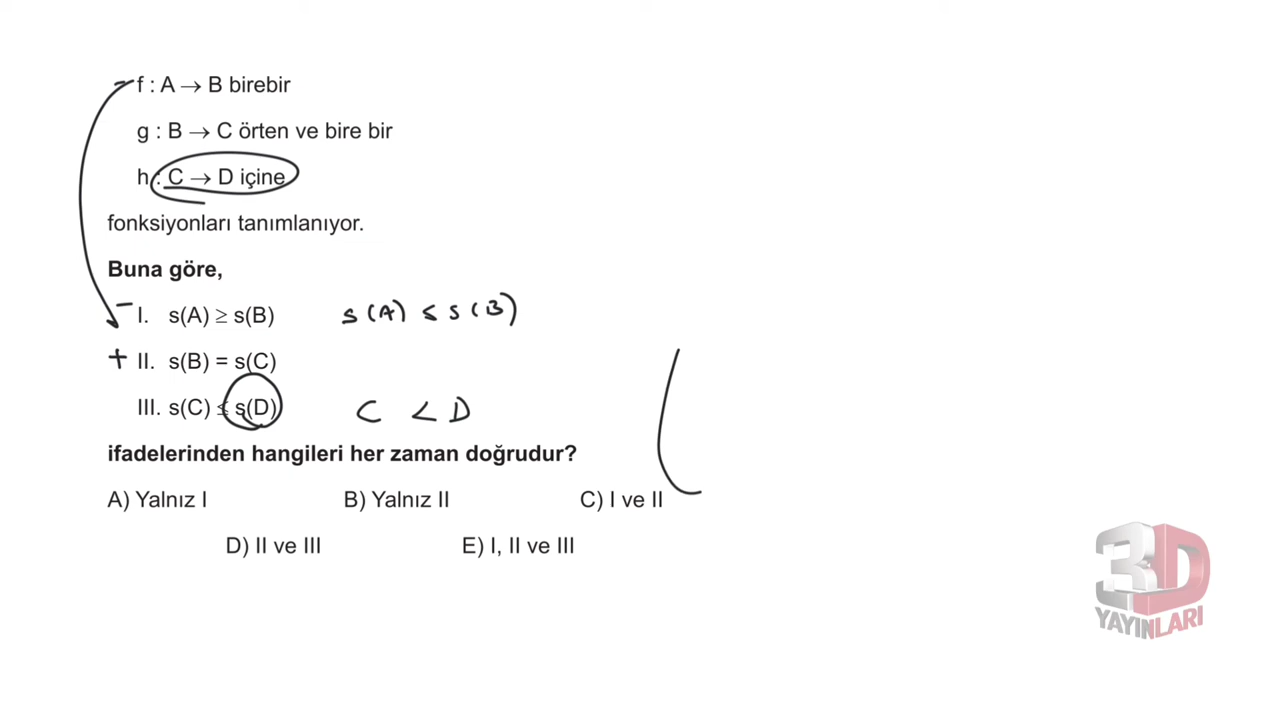 f : A → B birebir
g : B → C örten ve bire bir
h : C → D içine
fonksiyonları tanımlanıyor.
Buna göre,
− I. s(A) ≥ s(B) s(A) ≤ s(B)
+ II. s(B) = s(C)
III. s(C) ≤ s(D) C < D
ifadelerinden hangileri her zaman doğrudur?
A) Yalnız I B) Yalnız II C) I ve II
D) II ve III E) I, II ve III
3D
YAYINLARI